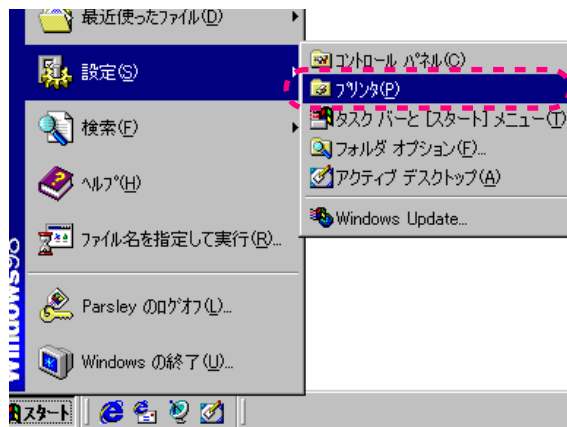 最近使ったファイル(D)
設定(S)
検索(F)
ヘルプ(H)
ファイル名を指定して実行(R)...
Parsley のログオフ(L)...
Windows の終了(U)...
コントロール パネル(C)
プリンタ(P)
タスク バーと [スタート] メニュー(T)
フォルダ オプション(F)...
アクティブ デスクトップ(A)
Windows Update...
Windows98
スタート